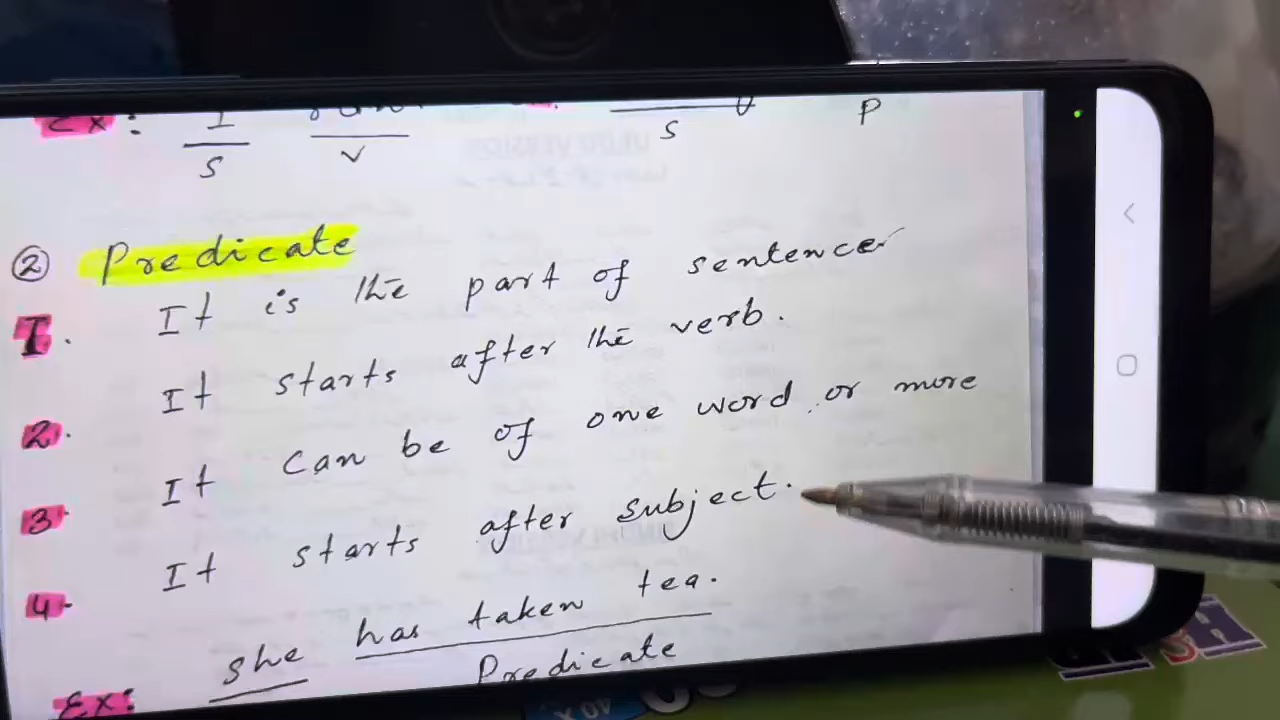 Ex: I
S V S V P
② Predicate
1. It is the part of sentence
2. It starts after the verb.
3. It can be of one word or more
4. It starts after subject.
Ex: She has taken tea.
Predicate